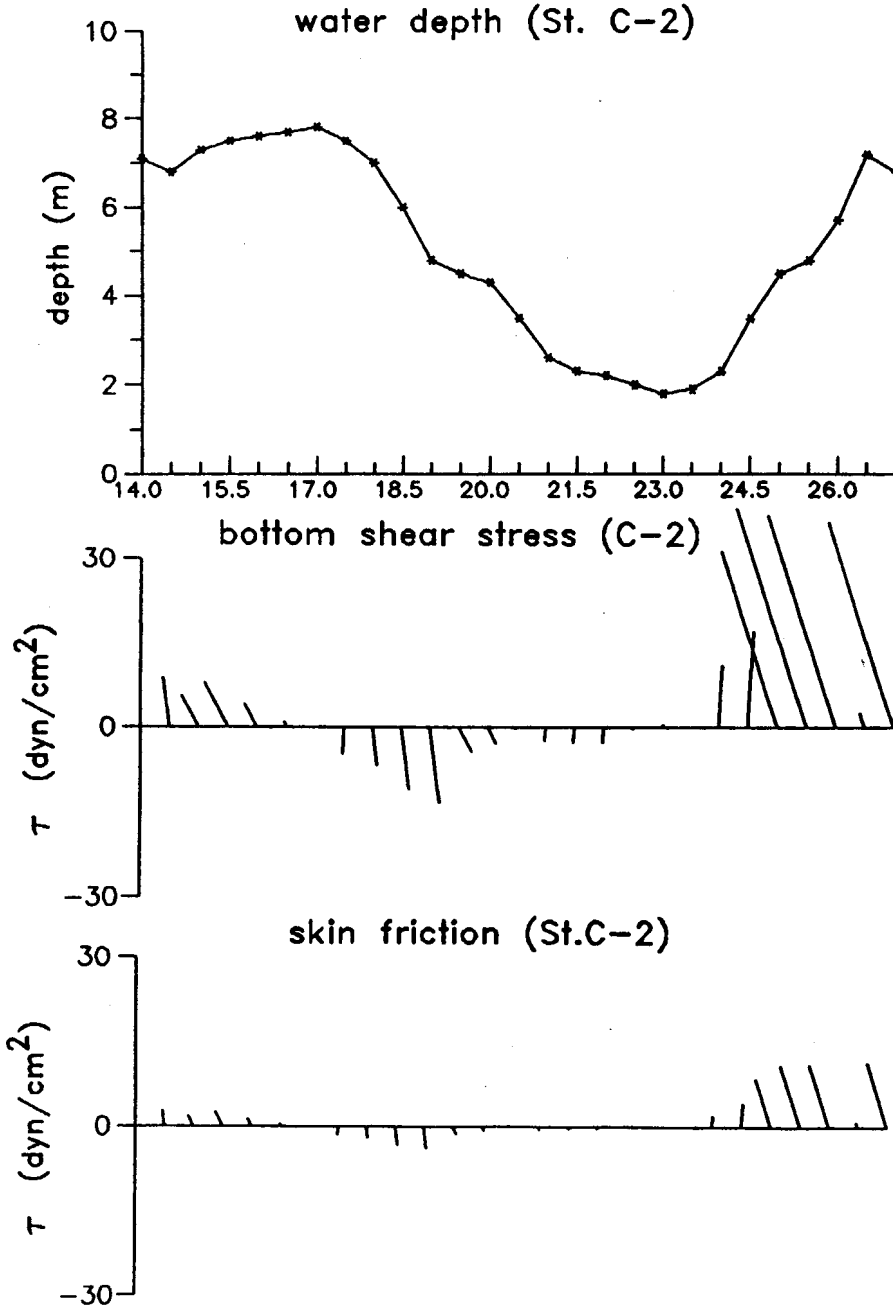 water depth (St. C-2)
10
8
6
4
2
0
depth (m)
14.0 15.5 17.0 18.5 20.0 21.5 23.0 24.5 26.0
bottom shear stress (C-2)
30
0
-30
τ (dyn/cm²)
skin friction (St.C-2)
30
0
-30
τ (dyn/cm²)